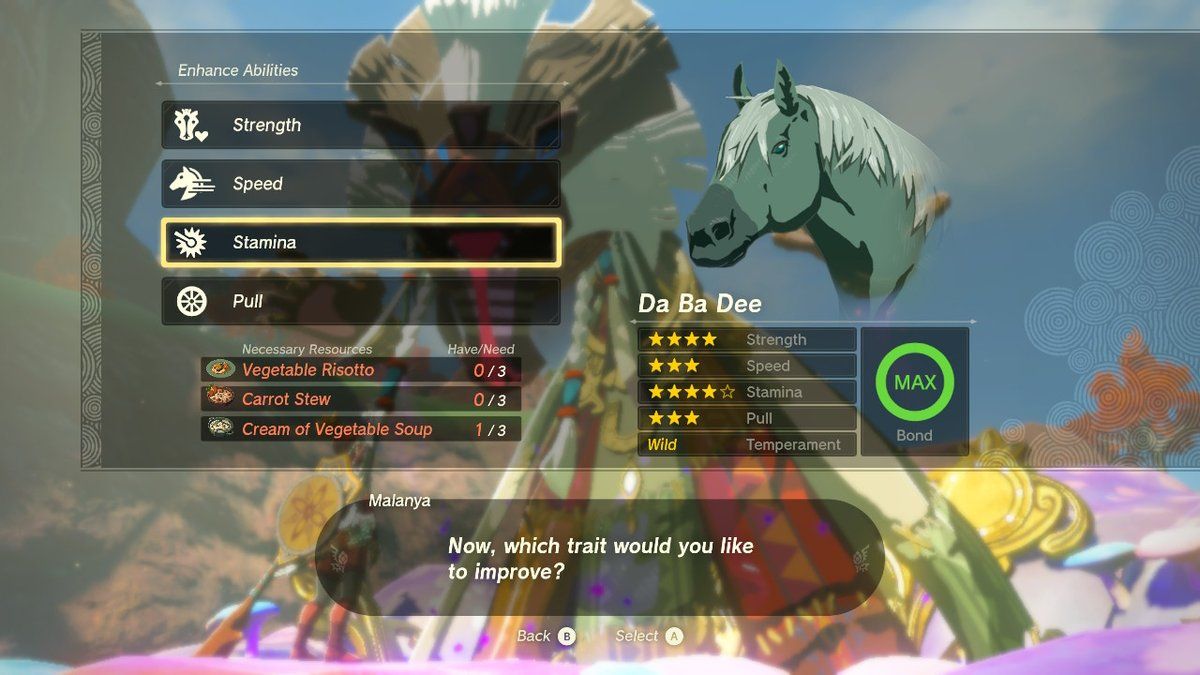 Enhance Abilities
Strength
Speed
Stamina
Pull
Necessary Resources Have/Need
Vegetable Risotto 0/3
Carrot Stew 0/3
Cream of Vegetable Soup 1/3
Da Ba Dee
★★★★ Strength
★★★ Speed
★★★★☆ Stamina
★★★ Pull
Wild Temperament
MAX
Bond
Malanya
Now, which trait would you like
to improve?
Back B Select A